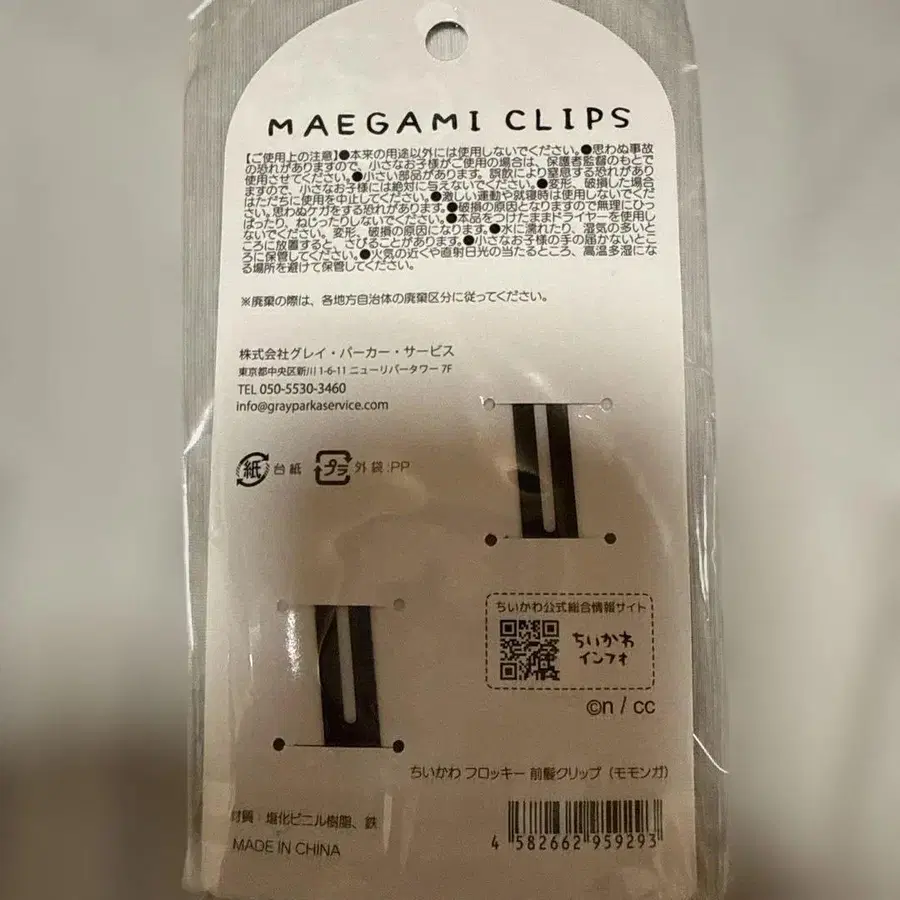 MAEGAMI CLIPS
【ご使用上の注意】●本来の用途以外には使用しないでください。●思わぬ事故
の恐れがありますので、小さなお子様がご使用の場合は、保護者監督のもとで
使用させてください。●小さい部品があります。誤飲により窒息する恐れがあり
ますので、小さなお子様には絶対に与えないでください。●変形、破損した場合
はただちに使用を中止してください。●激しい運動や就寝時は使用しないでくだ
さい。思わぬケガをする恐れがあります。●破損の原因となりますので無理にひっ
ぱったり、ねじったりしないでください。●本品をつけたままドライヤーを使用し
ないでください。変形、破損の原因になります。●水に濡れたり、湿気の多いと
ころに放置すると、さびることがあります。●小さなお子様の手の届かないとこ
ろに保管してください。●火気の近くや直射日光の当たるところ、高温多湿にな
る場所を避けて保管してください。
※廃棄の際は、各地方自治体の廃棄区分に従ってください。
株式会社グレイ・パーカー・サービス
東京都中央区新川1-6-11 ニューリバータワー 7F
TEL 050-5530-3460
info@grayparkaservice.com
紙 台紙 プラ 外袋:PP
ちいかわ公式総合情報サイト
ちいかわ
インフォ
©n / cc
ちいかわ フロッキー 前髪クリップ（モモンガ）
材質：塩化ビニル樹脂、鉄
MADE IN CHINA
4 582662 959293